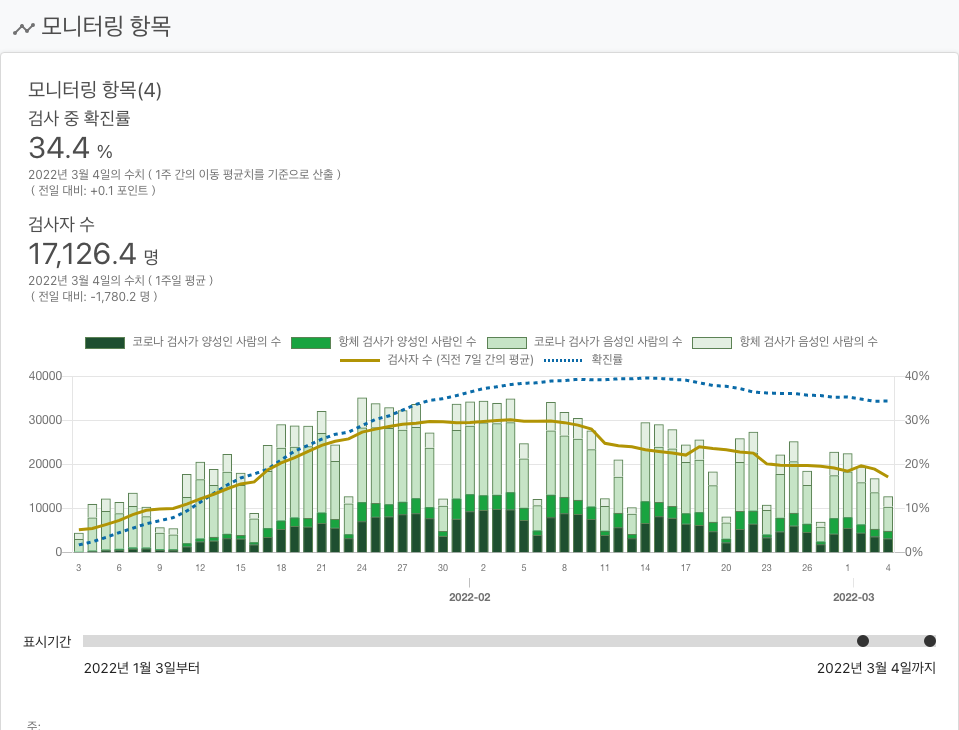 모니터링 항목
모니터링 항목(4)
검사 중 확진률
34.4 %
2022년 3월 4일의 수치 ( 1주 간의 이동 평균치를 기준으로 산출 )
( 전일 대비: +0.1 포인트 )
검사자 수
17,126.4 명
2022년 3월 4일의 수치 ( 1주일 평균 )
( 전일 대비: -1,780.2 명 )
코로나 검사가 양성인 사람의 수 항체 검사가 양성인 사람인 수 코로나 검사가 음성인 사람의 수 항체 검사가 음성인 사람의 수
검사자 수 (직전 7일 간의 평균) 확진률
40000 40%
30000 30%
20000 20%
10000 10%
0 0%
3 6 9 12 15 18 21 24 27 30 2 5 8 11 14 17 20 23 26 1 4
2022-02 2022-03
표시기간
2022년 1월 3일부터 2022년 3월 4일까지
주: